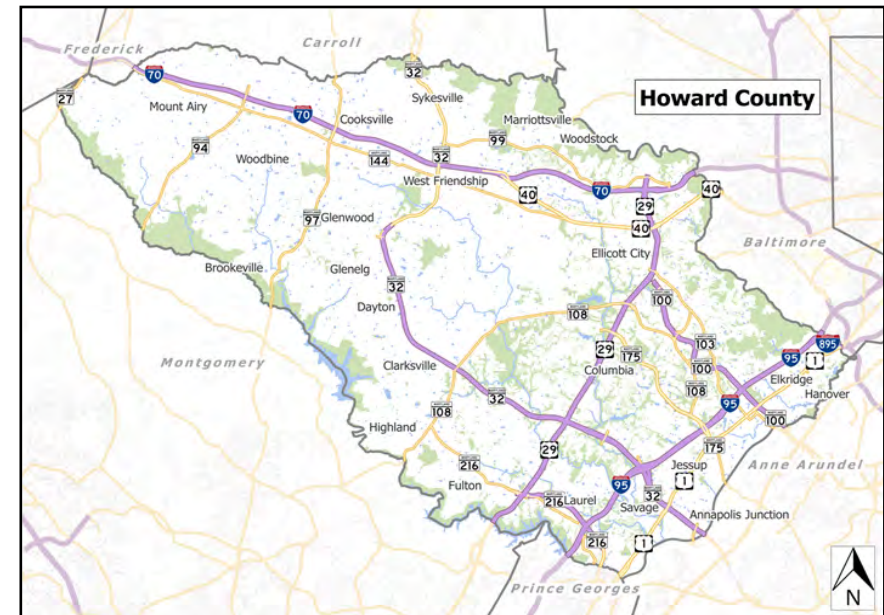 Frederick
Carroll
32
70
27
Howard County
Mount Airy
Sykesville
70
Cooksville
Marriottsville
94
99
Woodstock
Woodbine
144
32
West Friendship
40
70
40
29
97
Glenwood
40
Baltimore
Ellicott City
Brookeville
Glenelg
32
Dayton
100
108
Montgomery
29
175
103
895
95
1
Clarksville
Columbia
100
Elkridge
32
108
Hanover
95
108
100
Highland
29
175
216
Jessup
Anne Arundel
Fulton
95
1
216
Laurel
32
Savage
Annapolis Junction
216
1
Prince Georges
N